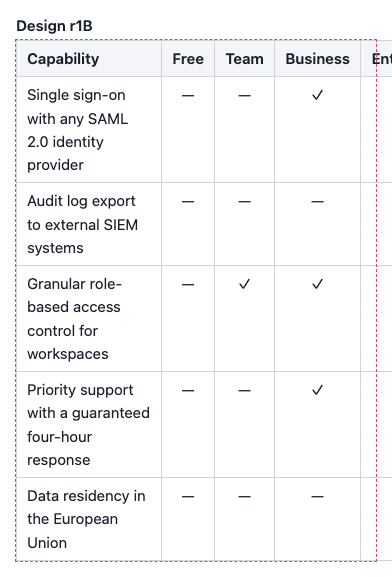 Design r1B
Capability Free Team Business Ent
Single sign-on — — ✓
with any SAML
2.0 identity
provider
Audit log export — — —
to external SIEM
systems
Granular role- — ✓ ✓
based access
control for
workspaces
Priority support — — ✓
with a guaranteed
four-hour
response
Data residency in — — —
the European
Union